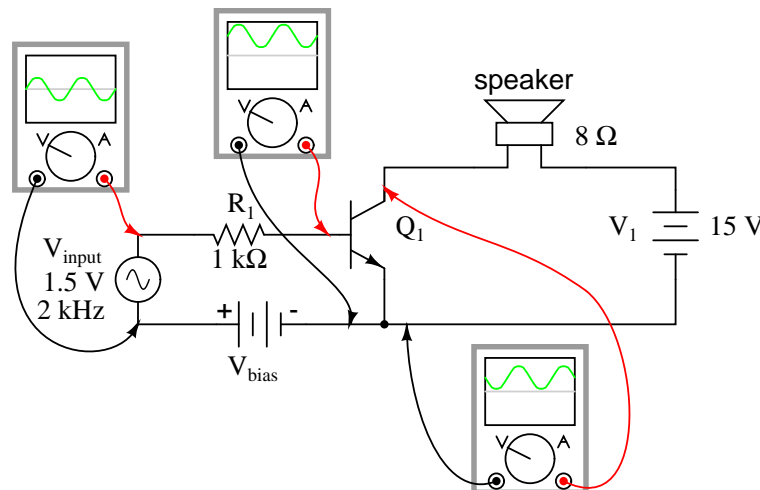 V A
V A
speaker
8 Ω
R1
1 kΩ
Q1
V1 15 V
Vinput
1.5 V
2 kHz
+ -
Vbias
V A